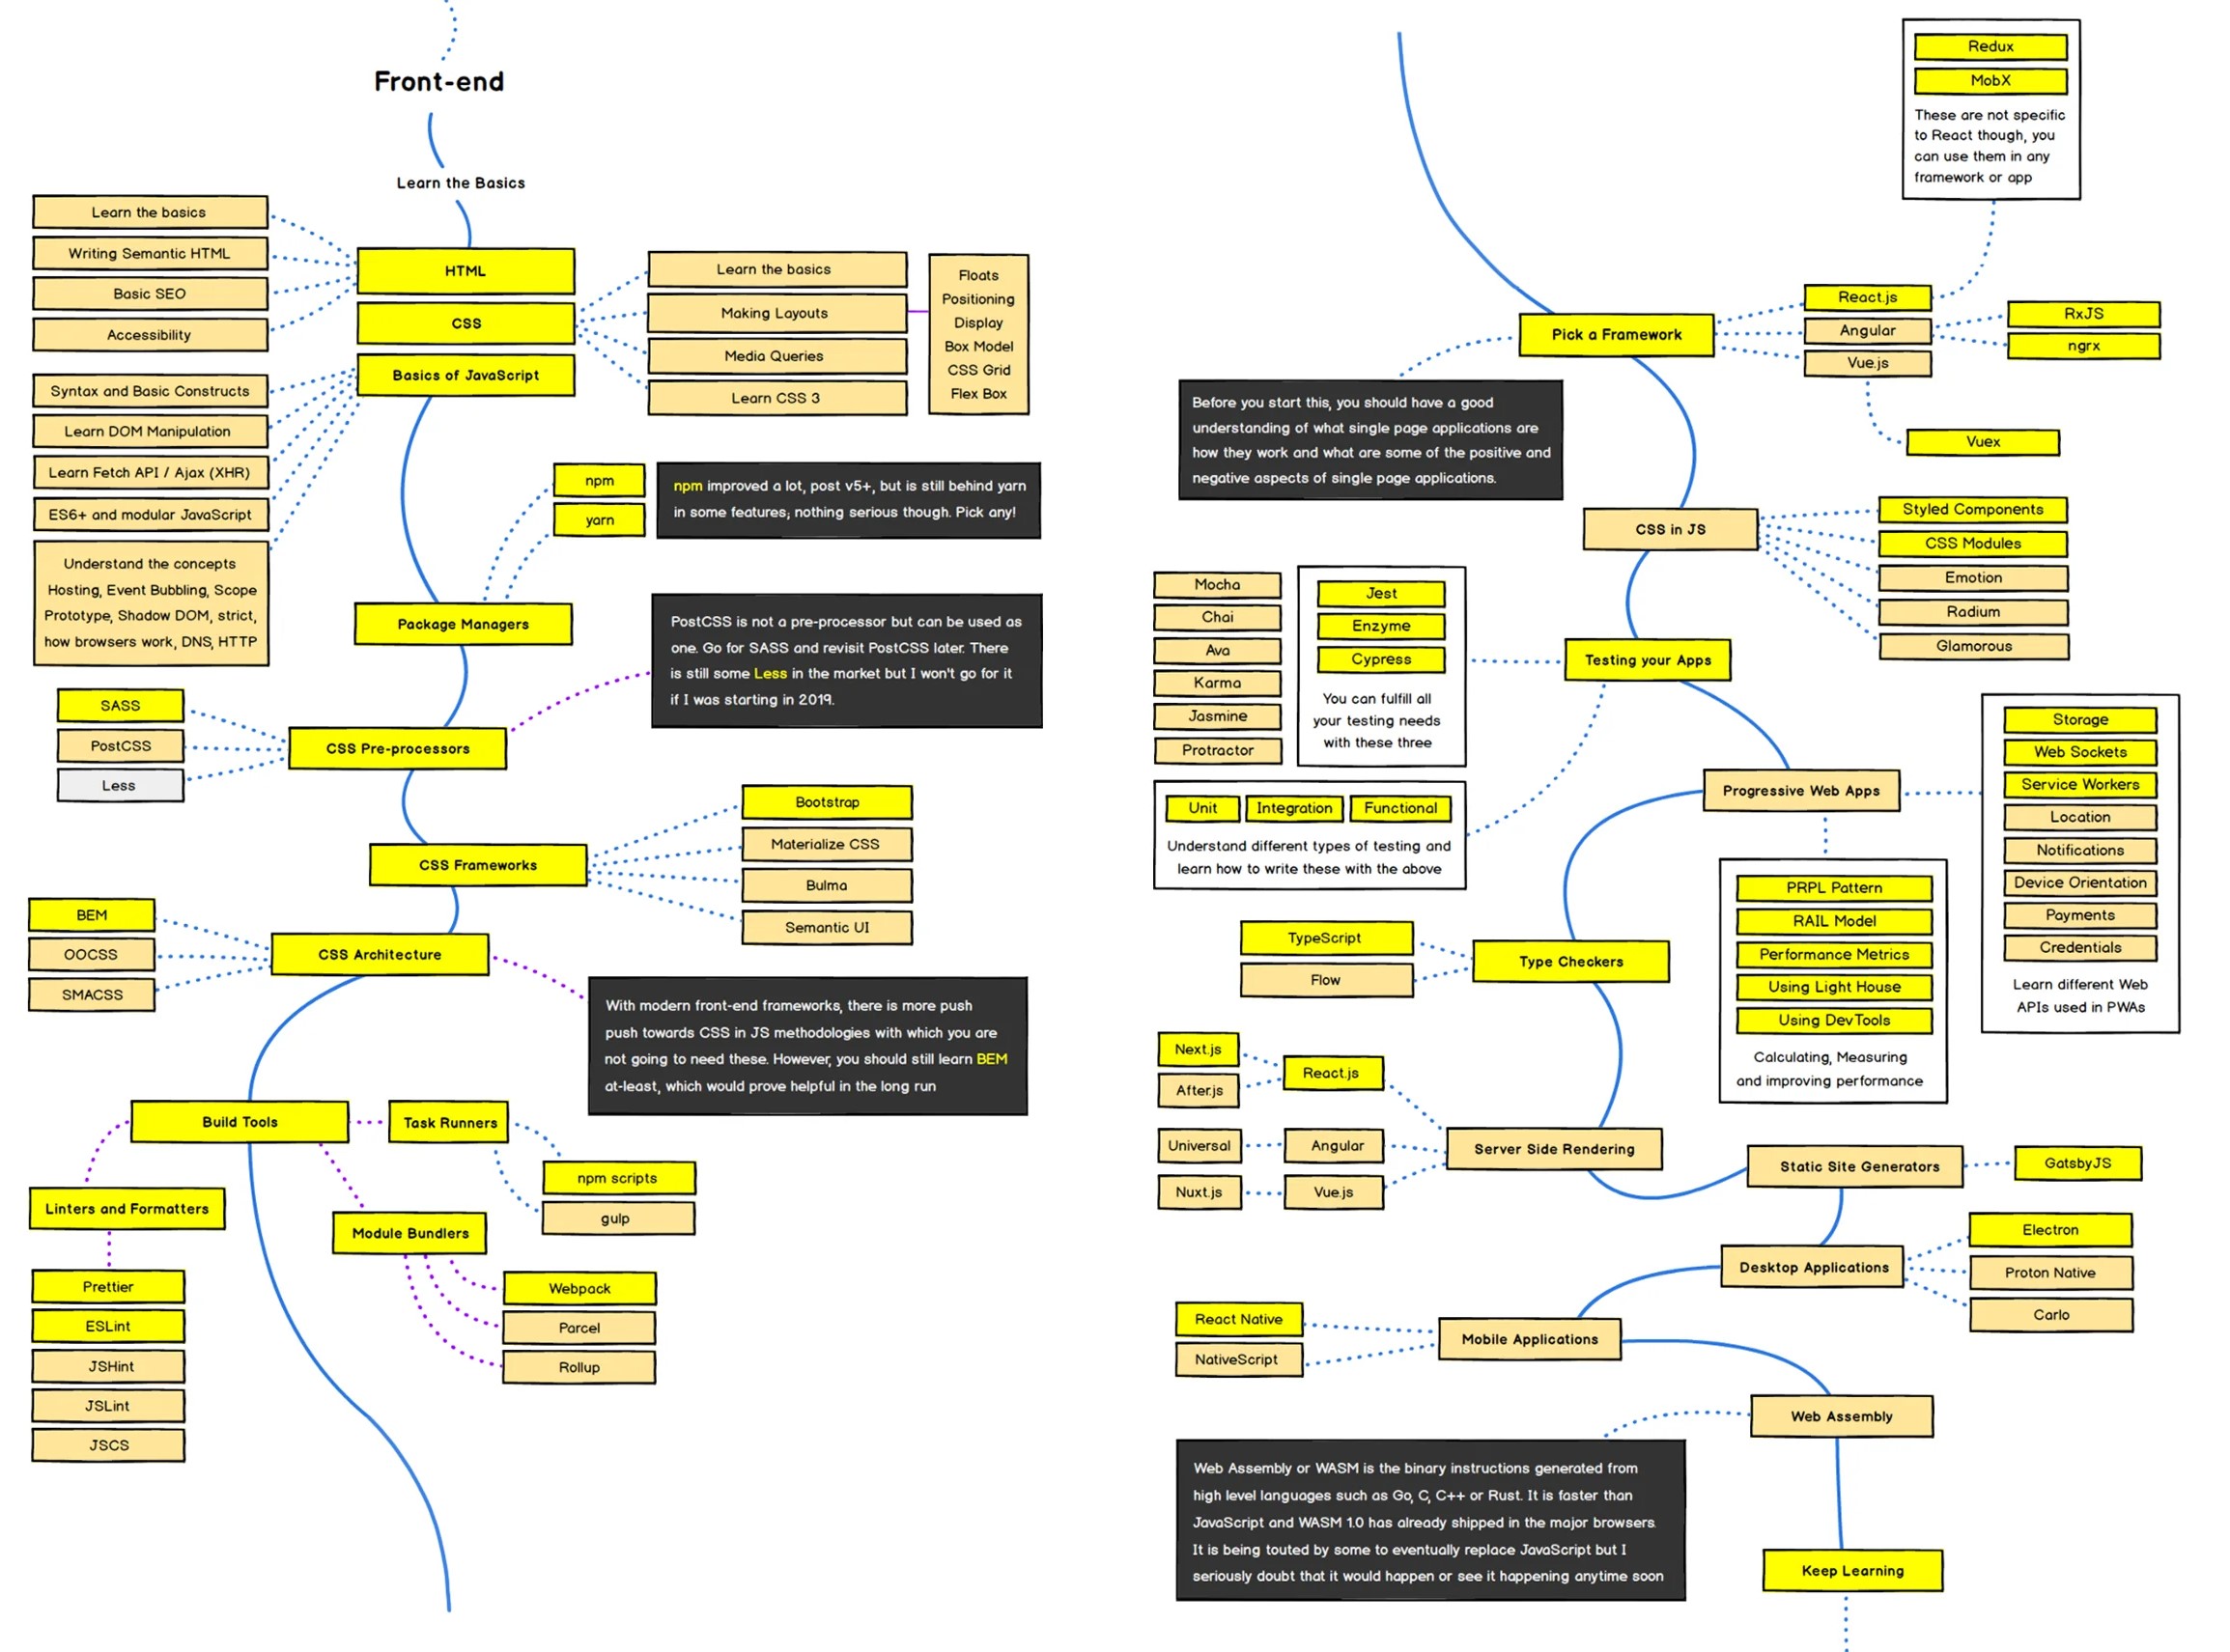 Front-end
Learn the Basics
Learn the basics
Writing Semantic HTML
Basic SEO
Accessibility
HTML
CSS
Basics of JavaScript
Learn the basics
Making Layouts
Media Queries
Learn CSS 3
Floats
Positioning
Display
Box Model
CSS Grid
Flex Box
Syntax and Basic Constructs
Learn DOM Manipulation
Learn Fetch API / Ajax (XHR)
ES6+ and modular JavaScript
Understand the concepts
Hosting, Event Bubbling, Scope
Prototype, Shadow DOM, strict,
how browsers work, DNS, HTTP
npm
yarn
npm improved a lot, post v5+, but is still behind yarn
in some features; nothing serious though. Pick any!
Package Managers
PostCSS is not a pre-processor but can be used as
one. Go for SASS and revisit PostCSS later. There
is still some Less in the market but I won't go for it
if I was starting in 2019.
SASS
PostCSS
Less
CSS Pre-processors
CSS Frameworks
Bootstrap
Materialize CSS
Bulma
Semantic UI
BEM
OOCSS
SMACSS
CSS Architecture
With modern front-end frameworks, there is more push
push towards CSS in JS methodologies with which you are
not going to need these. However, you should still learn BEM
at-least, which would prove helpful in the long run
Build Tools
Task Runners
npm scripts
gulp
Linters and Formatters
Module Bundlers
Prettier
ESLint
JSHint
JSLint
JSCS
Webpack
Parcel
Rollup
Redux
MobX
These are not specific
to React though, you
can use them in any
framework or app
Pick a Framework
React.js
Angular
Vue.js
RxJS
ngrx
Vuex
Before you start this, you should have a good
understanding of what single page applications are
how they work and what are some of the positive and
negative aspects of single page applications.
CSS in JS
Styled Components
CSS Modules
Emotion
Radium
Glamorous
Mocha
Chai
Ava
Karma
Jasmine
Protractor
Jest
Enzyme
Cypress
You can fulfill all
your testing needs
with these three
Testing your Apps
Unit
Integration
Functional
Understand different types of testing and
learn how to write these with the above
Progressive Web Apps
Storage
Web Sockets
Service Workers
Location
Notifications
Device Orientation
Payments
Credentials
Learn different Web
APIs used in PWAs
PRPL Pattern
RAIL Model
Performance Metrics
Using Light House
Using DevTools
Calculating, Measuring
and improving performance
TypeScript
Flow
Type Checkers
Next.js
After.js
React.js
Universal
Angular
Nuxt.js
Vue.js
Server Side Rendering
Static Site Generators
GatsbyJS
Desktop Applications
Electron
Proton Native
Carlo
React Native
NativeScript
Mobile Applications
Web Assembly
Web Assembly or WASM is the binary instructions generated from
high level languages such as Go, C, C++ or Rust. It is faster than
JavaScript and WASM 1.0 has already shipped in the major browsers.
It is being touted by some to eventually replace JavaScript but I
seriously doubt that it would happen or see it happening anytime soon
Keep Learning